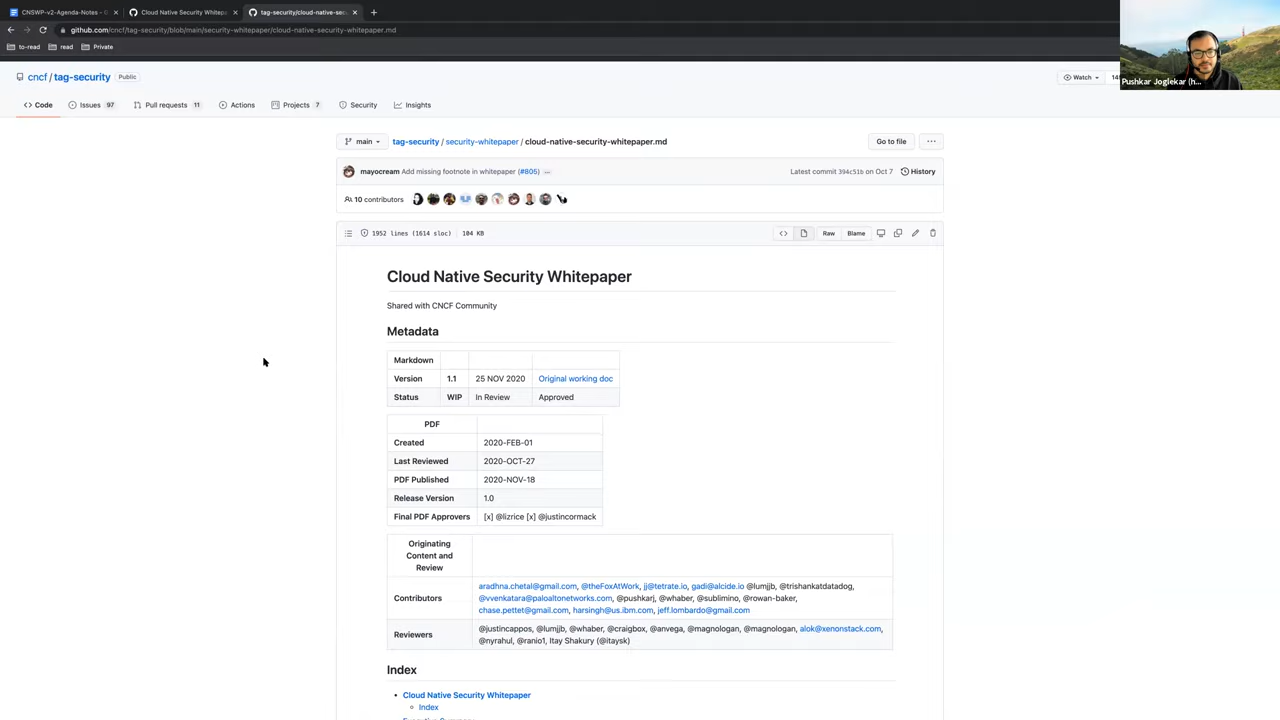 CNSWP-v2-Agenda-Notes - G
Cloud Native Security Whitepap
tag-security/cloud-native-sec
github.com/cncf/tag-security/blob/main/security-whitepaper/cloud-native-security-whitepaper.md
to-read
read
Private
Pushkar Joglekar (h...
cncf / tag-security
Public
Watch
Code
Issues 97
Pull requests 11
Actions
Projects 7
Security
Insights
main
tag-security / security-whitepaper / cloud-native-security-whitepaper.md
Go to file
mayocream Add missing footnote in whitepaper (#805) ...
Latest commit 394c51b on Oct 7
History
10 contributors
1952 lines (1614 sloc) 104 KB
Raw
Blame
Cloud Native Security Whitepaper
Shared with CNCF Community
Metadata
Markdown
Version 1.1 25 NOV 2020 Original working doc
Status WIP In Review Approved
PDF
Created 2020-FEB-01
Last Reviewed 2020-OCT-27
PDF Published 2020-NOV-18
Release Version 1.0
Final PDF Approvers [x] @lizrice [x] @justincormack
Originating
Content and
Review
Contributors
aradhna.chetal@gmail.com, @theFoxAtWork, jj@tetrate.io, gadi@alcide.io @lumjjb, @trishankatdatadog,
@vvenkatara@paloaltonetworks.com, @pushkarj, @whaber, @sublimino, @rowan-baker,
chase.pettet@gmail.com, harsingh@us.ibm.com, jeff.lombardo@gmail.com
Reviewers
@justincappos, @lumjjb, @whaber, @craigbox, @anvega, @magnologan, @magnologan, alok@xenonstack.com,
@nyrahul, @ranio1, Itay Shakury (@itaysk)
Index
Cloud Native Security Whitepaper
Index